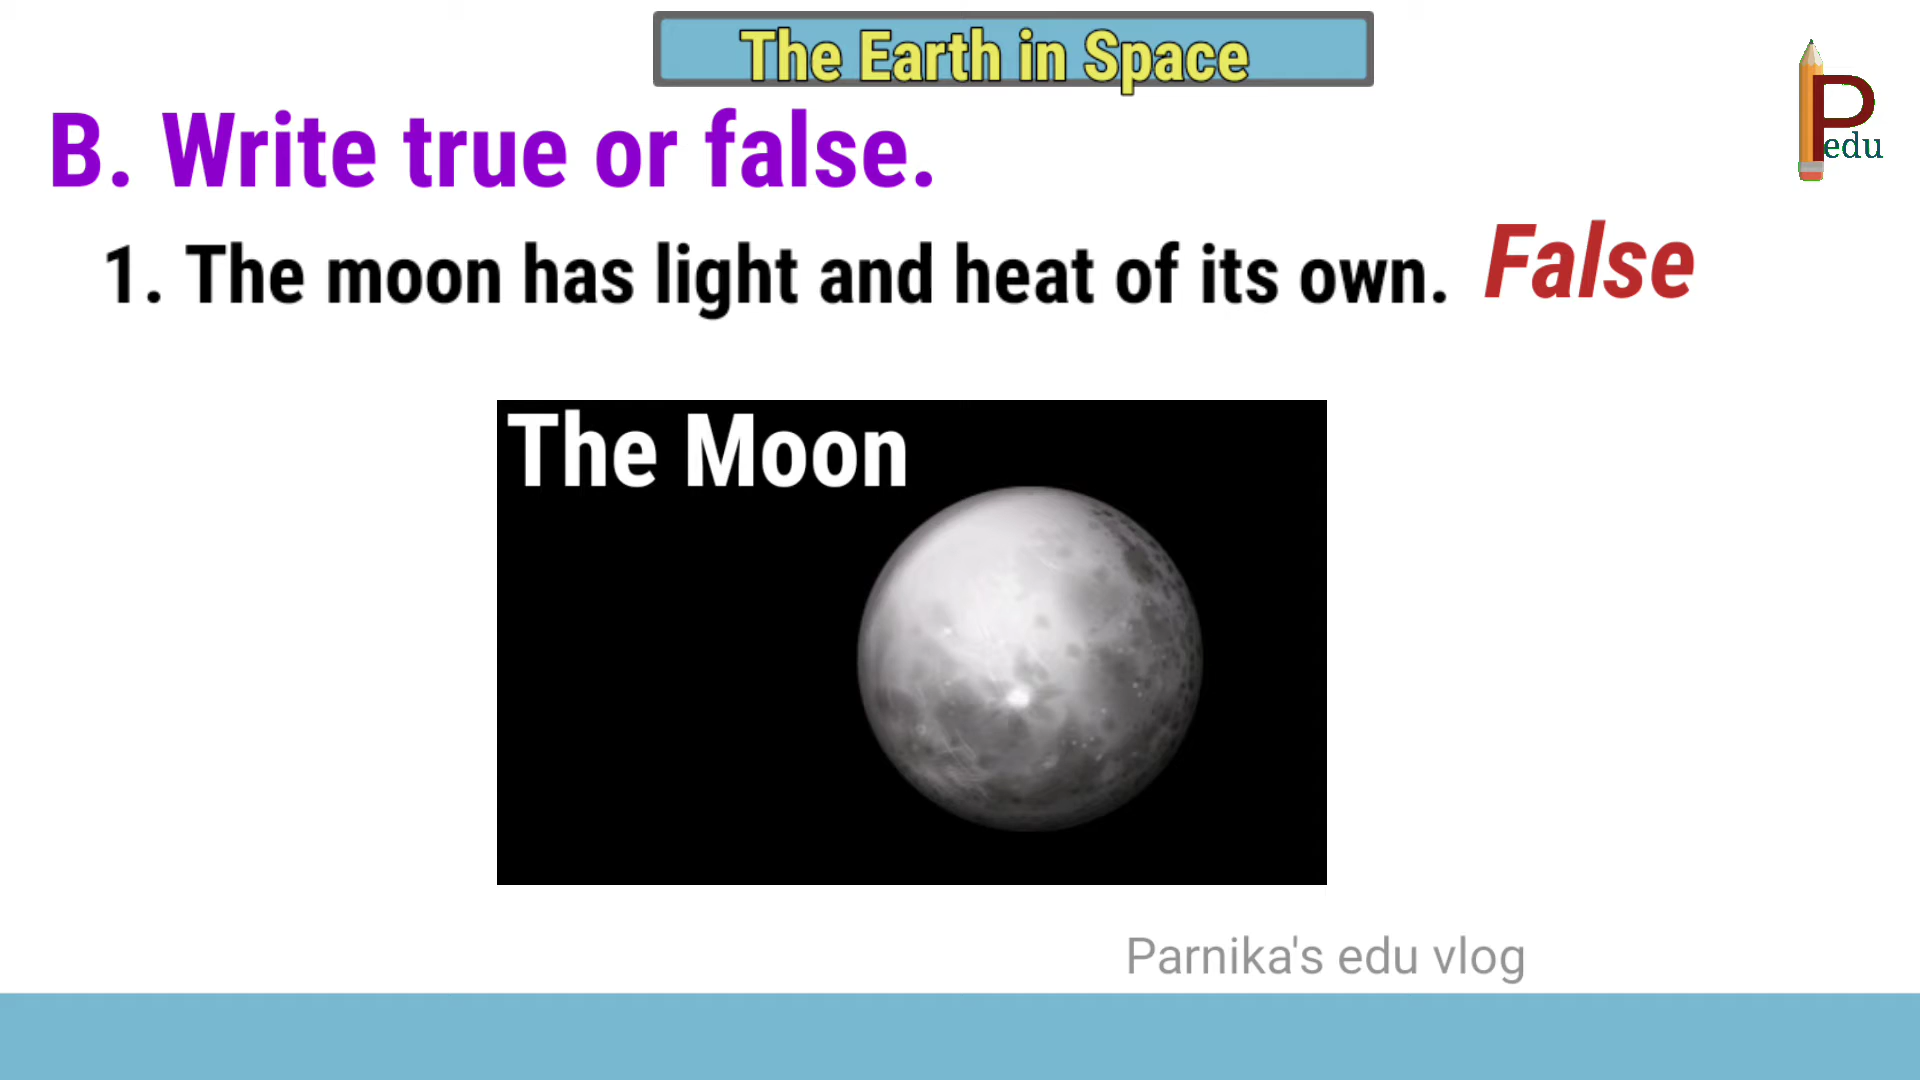 The Earth in Space
P
edu
B. Write true or false.
1. The moon has light and heat of its own. False
The Moon
Parnika's edu vlog